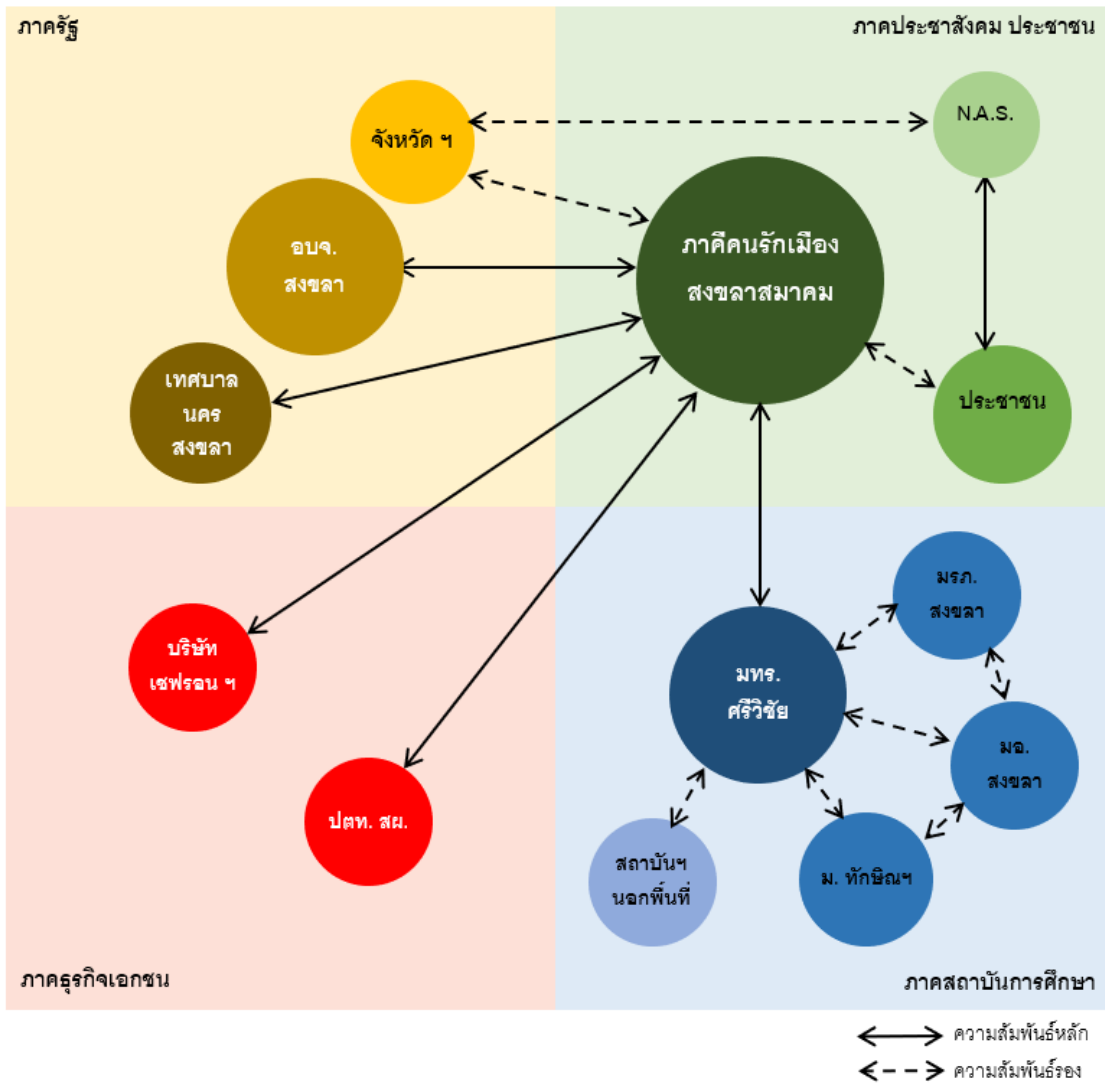 ภาครัฐ
ภาคประชาสังคม ประชาชน
จังหวัด ฯ
N.A.S.
อบจ.
สงขลา
ภาคีคนรักเมือง
สงขลาสมาคม
เทศบาล
นคร
สงขลา
ประชาชน
บริษัท
เชฟรอน ฯ
ปตท. สผ.
มทร.
ศรีวิชัย
มรภ.
สงขลา
มอ.
สงขลา
สถาบันฯ
นอกพื้นที่
ม. ทักษิณฯ
ภาคธุรกิจเอกชน
ภาคสถาบันการศึกษา
ความสัมพันธ์หลัก
ความสัมพันธ์รอง